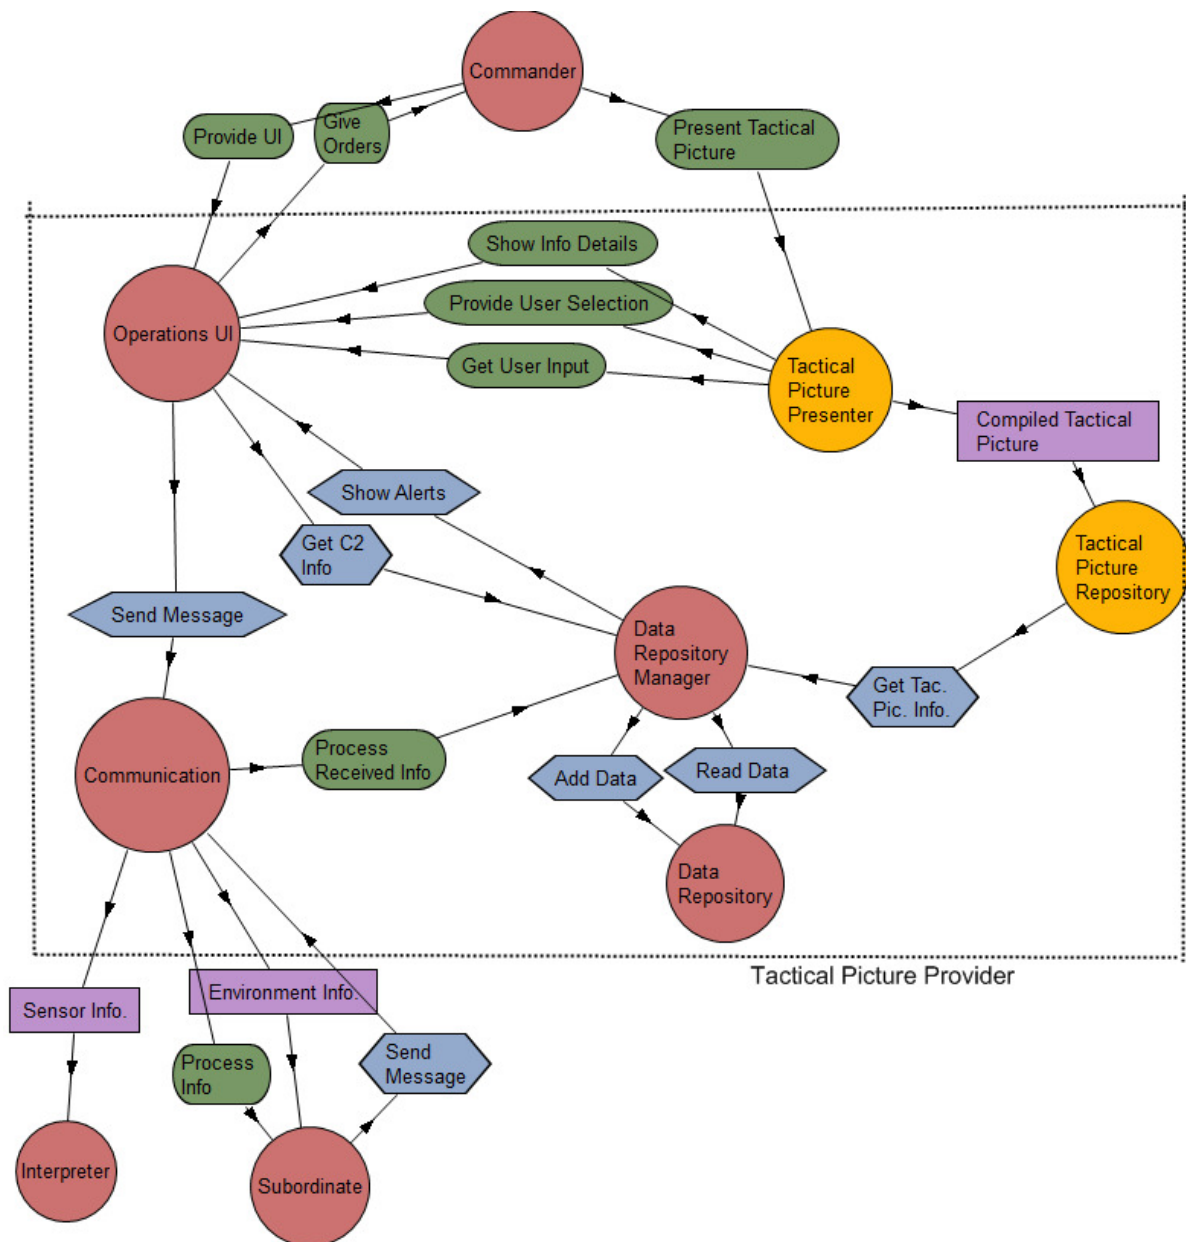 Commander
Provide UI
Give
Orders
Present Tactical
Picture
Show Info Details
Provide User Selection
Operations UI
Get User Input
Tactical
Picture
Presenter
Compiled Tactical
Picture
Show Alerts
Get C2
Info
Tactical
Picture
Repository
Send Message
Data
Repository
Manager
Get Tac.
Pic. Info.
Process
Received Info
Communication
Add Data
Read Data
Data
Repository
Tactical Picture Provider
Sensor Info.
Environment Info.
Process
Info
Send
Message
Interpreter
Subordinate